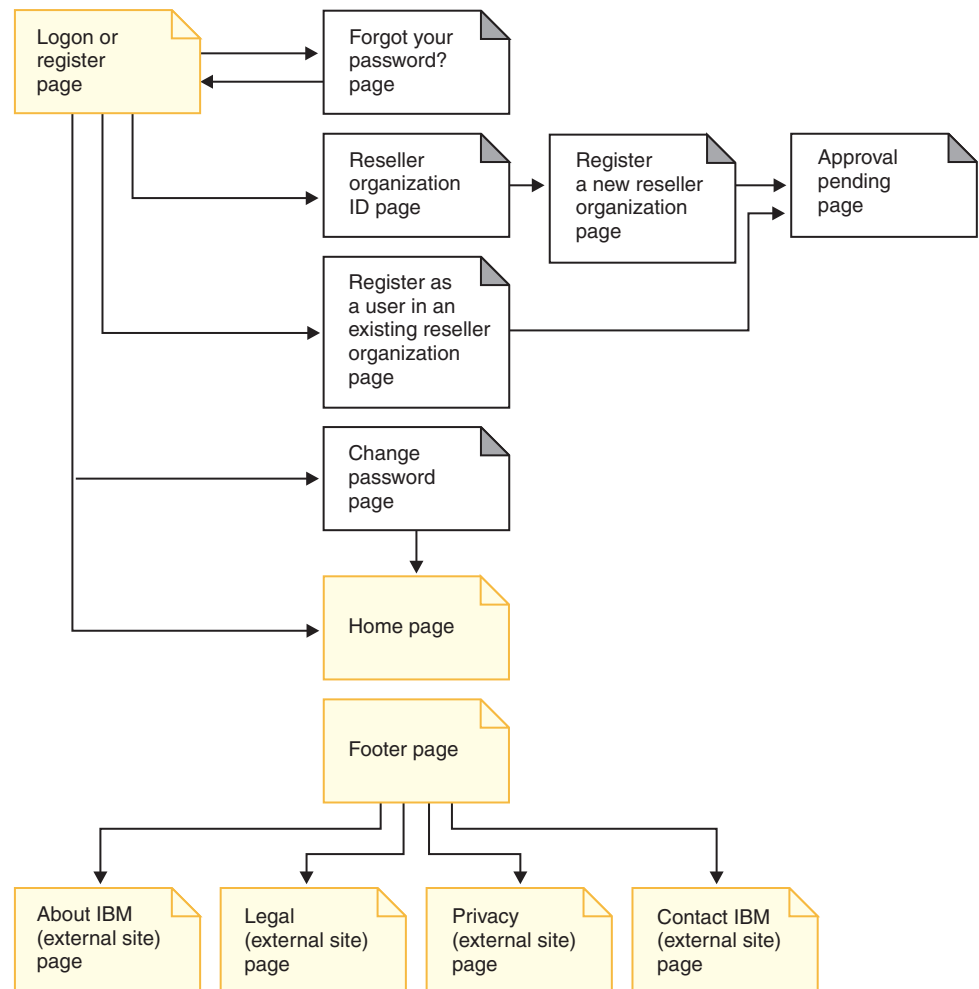 Logon or
register
page
Forgot your
password?
page
Reseller
organization
ID page
Register
a new reseller
organization
page
Approval
pending
page
Register as
a user in an
existing reseller
organization
page
Change
password
page
Home page
Footer page
About IBM
(external site)
page
Legal
(external site)
page
Privacy
(external site)
page
Contact IBM
(external site)
page